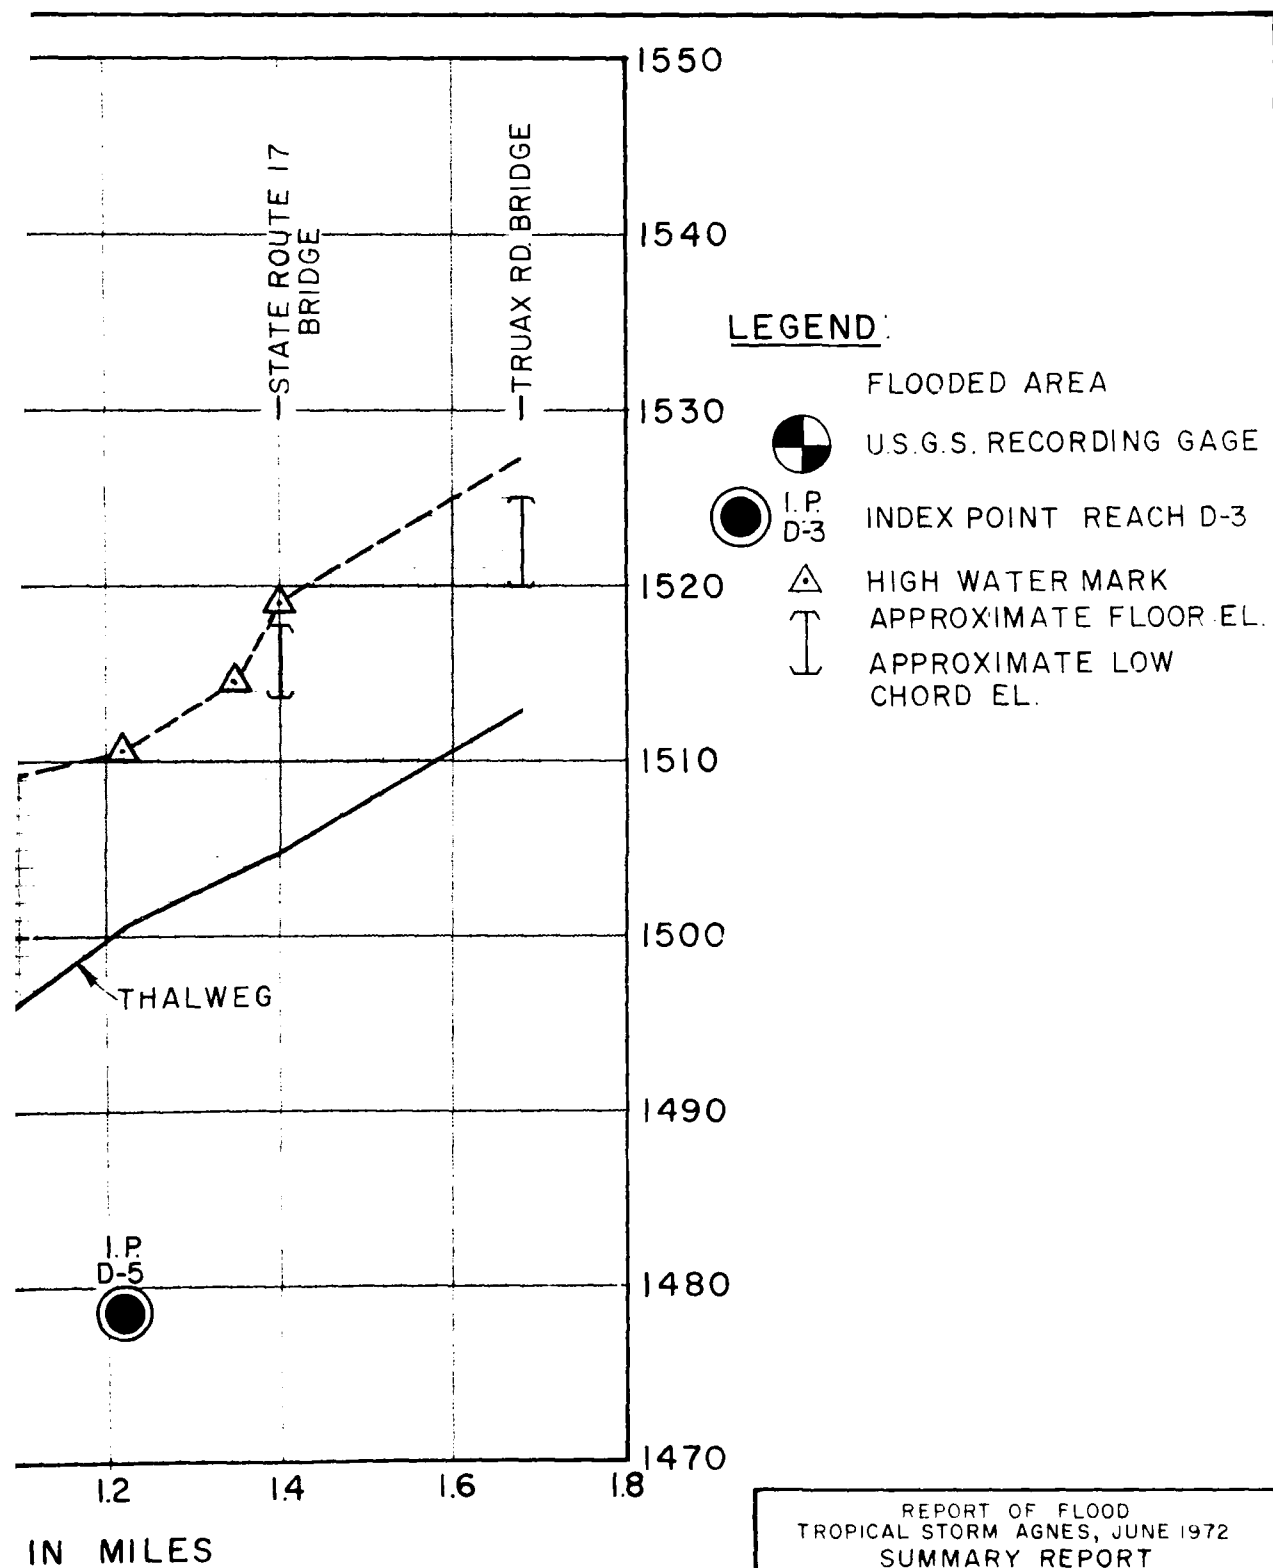 1550
1540
1530
1520
1510
1500
1490
1480
1470
STATE ROUTE 17
BRIDGE
TRUAX RD. BRIDGE
THALWEG
I.P.
D-5
1.2 1.4 1.6 1.8
IN MILES
LEGEND:
FLOODED AREA
U.S.G.S. RECORDING GAGE
I.P.
D-3
INDEX POINT REACH D-3
HIGH WATER MARK
APPROXIMATE FLOOR EL.
APPROXIMATE LOW
CHORD EL.
REPORT OF FLOOD
TROPICAL STORM AGNES, JUNE 1972
SUMMARY REPORT